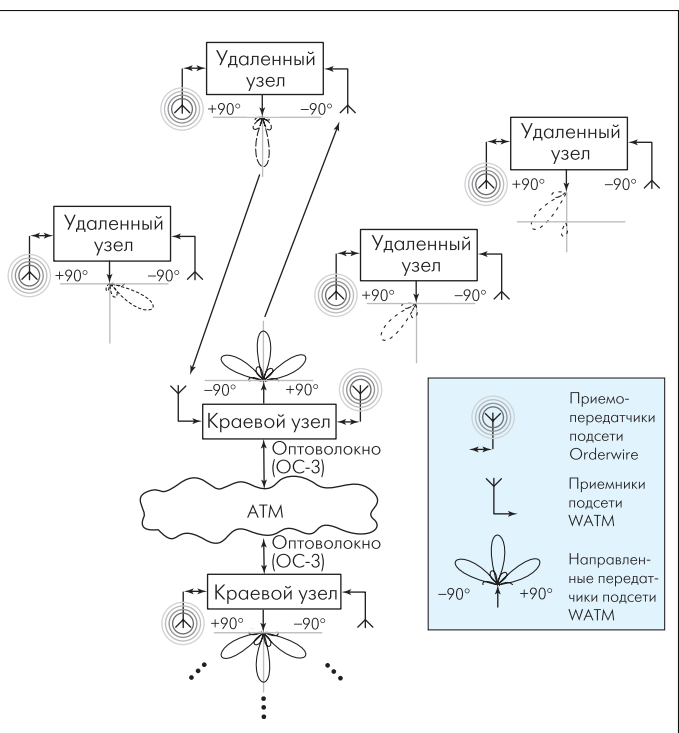 Удаленный
узел
+90°
−90°
Удаленный
узел
+90°
−90°
Удаленный
узел
+90°
−90°
Удаленный
узел
+90°
−90°
−90°
+90°
Краевой узел
Оптоволокно
(ОС-3)
ATM
Оптоволокно
(ОС-3)
Краевой узел
+90°
−90°
Приемо-
передатчики
подсети
Orderwire
Приемники
подсети
WATM
Направлен-
ные передат-
чики подсети
WATM
−90°
+90°